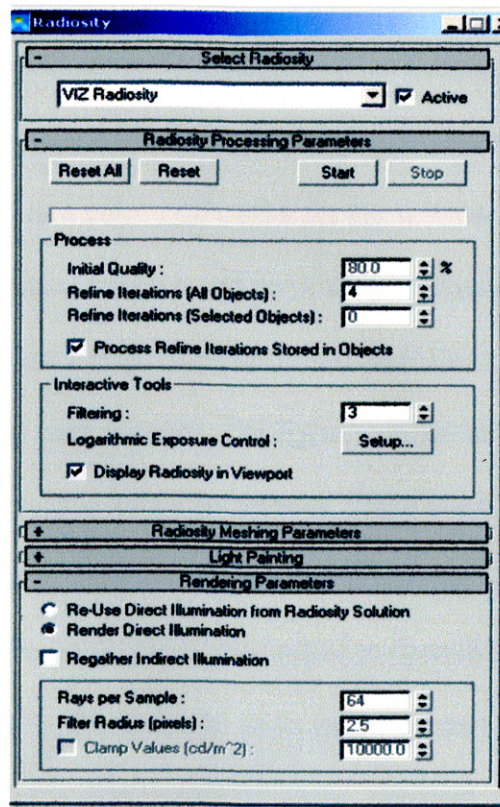 Radiosity
- Select Radiosity
VIZ Radiosity Active
- Radiosity Processing Parameters
Reset All Reset Start Stop
Process
Initial Quality : 80.0 %
Refine Iterations (All Objects) : 4
Refine Iterations (Selected Objects) : 0
Process Refine Iterations Stored in Objects
Interactive Tools
Filtering : 3
Logarithmic Exposure Control : Setup...
Display Radiosity in Viewport
+ Radiosity Meshing Parameters
+ Light Painting
- Rendering Parameters
Re-Use Direct Illumination from Radiosity Solution
Render Direct Illumination
Regather Indirect Illumination
Rays per Sample : 64
Filter Radius (pixels) : 2.5
Clamp Values (cd/m^2) : 10000.0